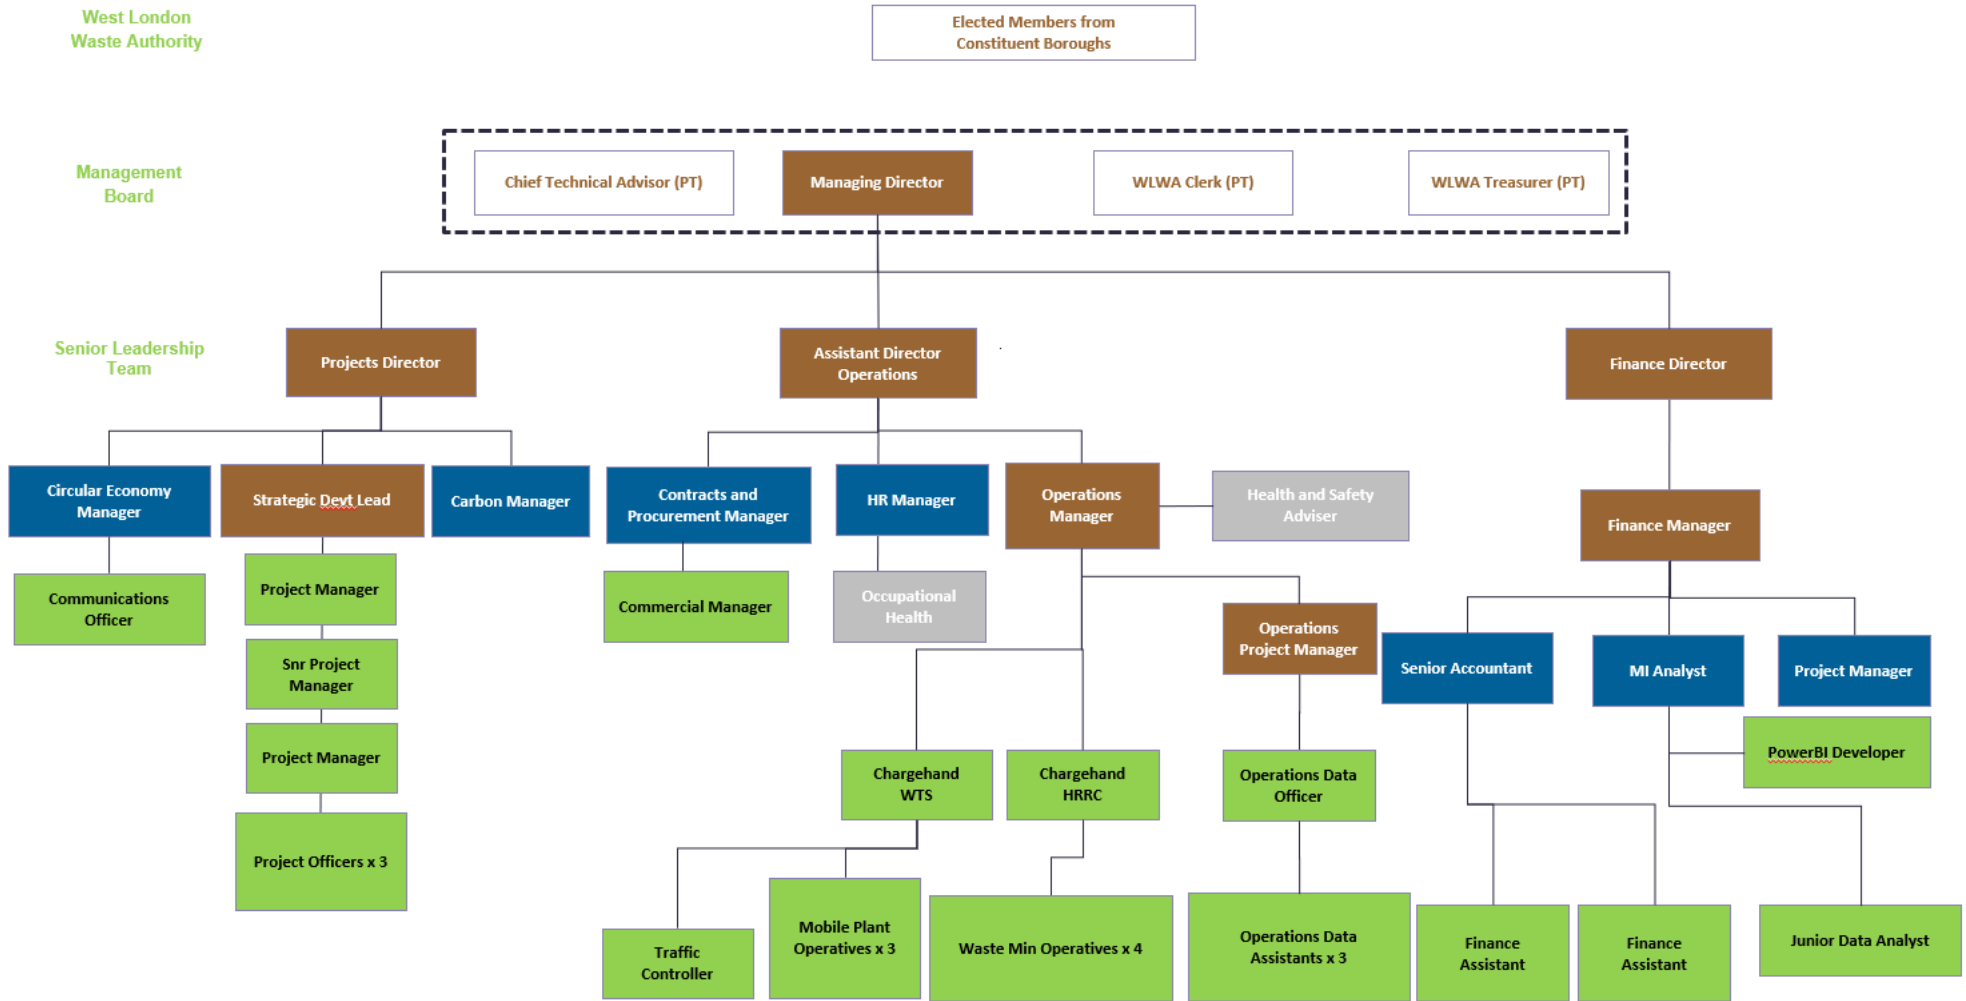 West London
Waste Authority
Elected Members from
Constituent Boroughs
Management
Board
Chief Technical Advisor (PT)
Managing Director
WLWA Clerk (PT)
WLWA Treasurer (PT)
Senior Leadership
Team
Projects Director
Assistant Director
Operations
Finance Director
Circular Economy
Manager
Strategic Devt Lead
Carbon Manager
Contracts and
Procurement Manager
HR Manager
Operations
Manager
Health and Safety
Adviser
Finance Manager
Communications
Officer
Project Manager
Commercial Manager
Occupational
Health
Operations
Project Manager
Snr Project
Manager
Senior Accountant
MI Analyst
Project Manager
Project Manager
Chargehand
WTS
Chargehand
HRRC
Operations Data
Officer
PowerBI Developer
Project Officers x 3
Traffic
Controller
Mobile Plant
Operatives x 3
Waste Min Operatives x 4
Operations Data
Assistants x 3
Finance
Assistant
Finance
Assistant
Junior Data Analyst